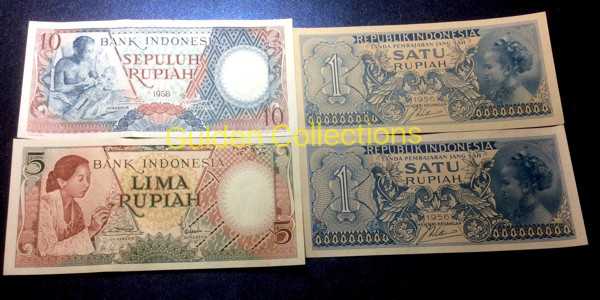 10 BANK INDONESIA
SEPULUH
RUPIAH
1958
10
REPUBLIK INDONESIA
TANDA PEMBAJARAN JANG SAH
1 SATU
RUPIAH
1956
Gulden Collections
5 BANK INDONESIA
LIMA
RUPIAH
5
REPUBLIK INDONESIA
TANDA PEMBAJARAN JANG SAH
1 SATU
RUPIAH
1956